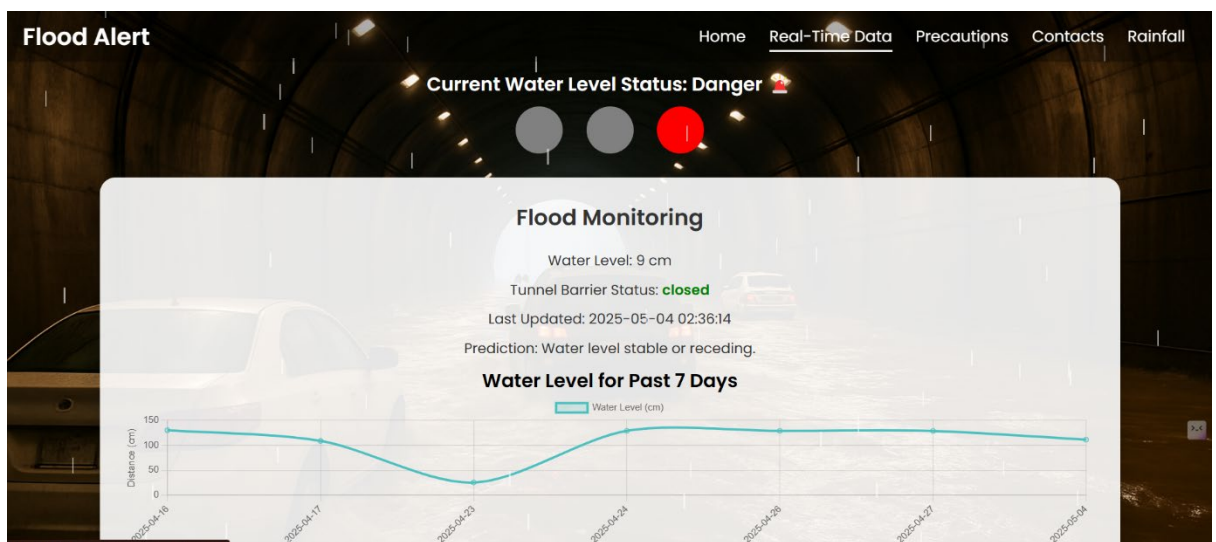 Flood Alert
Home Real-Time Data Precautions Contacts Rainfall
Current Water Level Status: Danger 🚨
Flood Monitoring
Water Level: 9 cm
Tunnel Barrier Status: closed
Last Updated: 2025-05-04 02:36:14
Prediction: Water level stable or receding.
Water Level for Past 7 Days
Water Level (cm)
Distance (cm)
150
100
50
0
2025-04-16
2025-04-17
2025-04-23
2025-04-24
2025-04-26
2025-04-27
2025-05-04